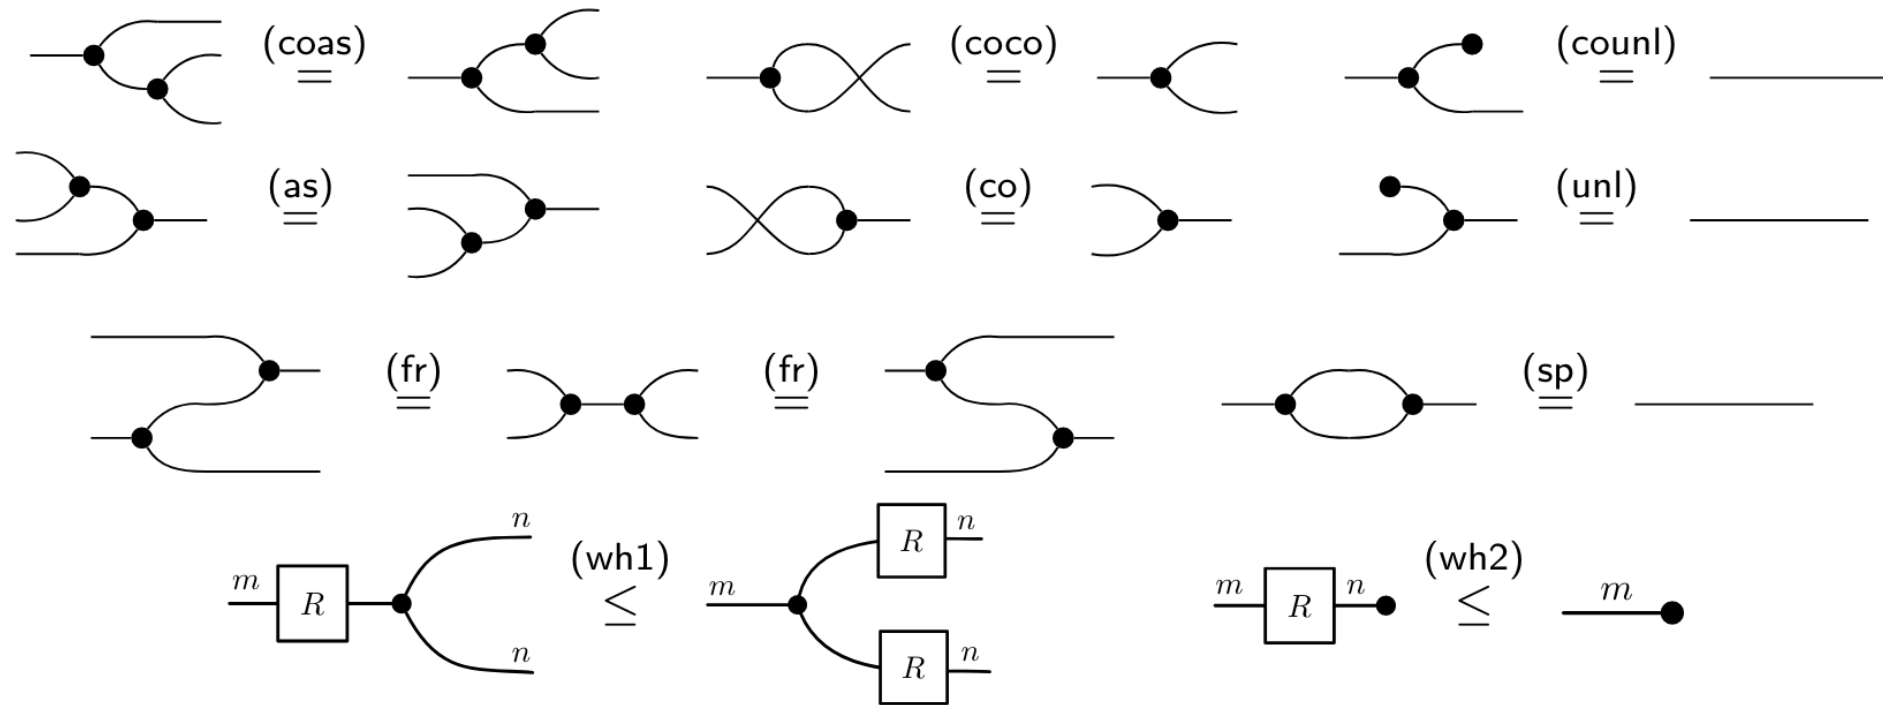 (coas) = (coco) = (counl) =
(as) = (co) = (unl) =
(fr) = (fr) = (sp) =
m R n n (wh1) ≤ m R n R n m R n (wh2) ≤ m